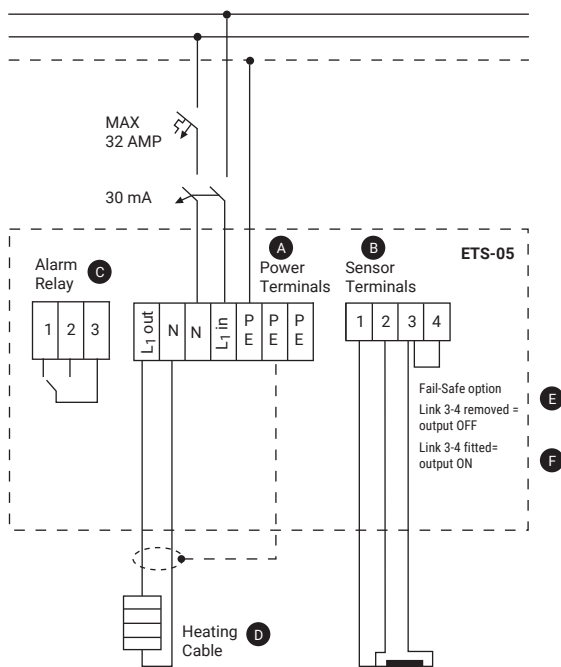 MAX
32 AMP
30 mA
ETS-05
Alarm
Relay
C
A
Power
Terminals
B
Sensor
Terminals
1 2 3
L1 out N N L1 in PE PE PE
1 2 3 4
Fail-Safe option
Link 3-4 removed =
output OFF
E
Link 3-4 fitted=
output ON
F
Heating
Cable
D